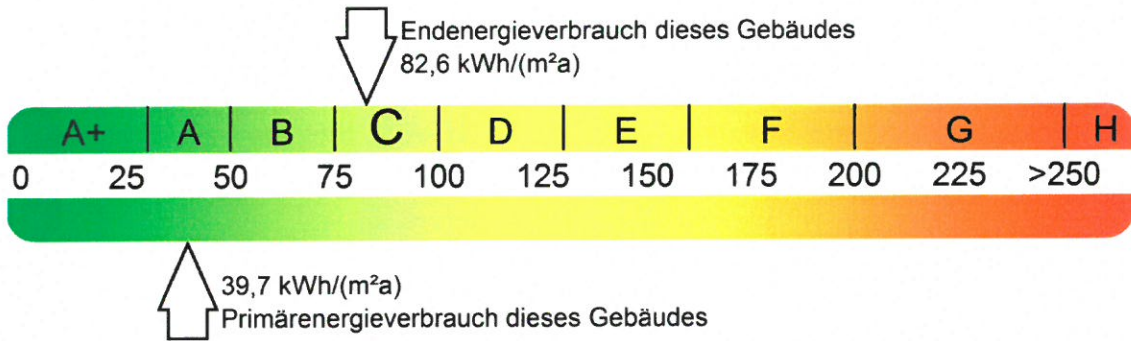 Endenergieverbrauch dieses Gebäudes
82,6 kWh/(m²a)
A+ A B C D E F G H
0 25 50 75 100 125 150 175 200 225 >250
39,7 kWh/(m²a)
Primärenergieverbrauch dieses Gebäudes